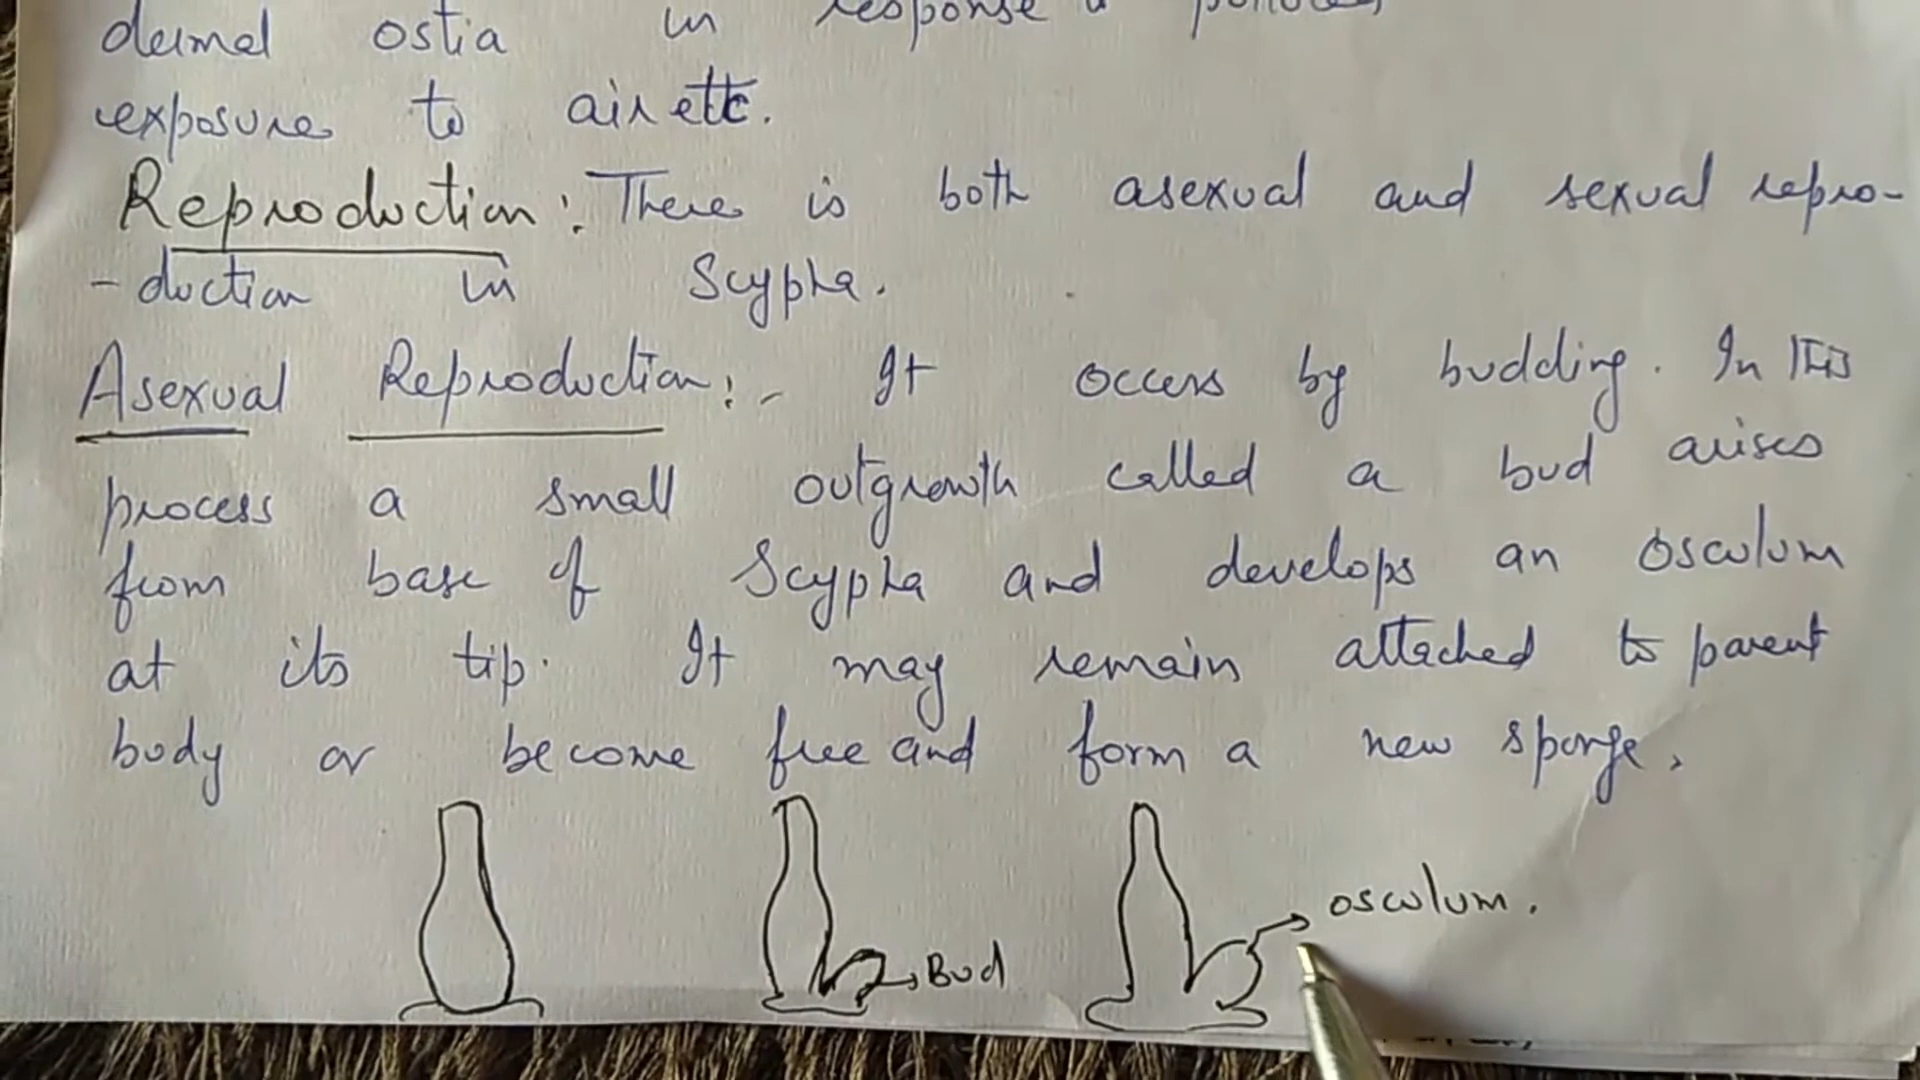 dermal ostia in response
exposure to air etc.
Reproduction : There is both asexual and sexual repro-
-duction in Scypha.
Asexual Reproduction :- It occurs by budding. In this
process a small outgrowth called a bud arises
from base of Scypha and develops an osculum
at its tip. It may remain attached to parent
body or become free and form a new sponge.
Bud
osculum.